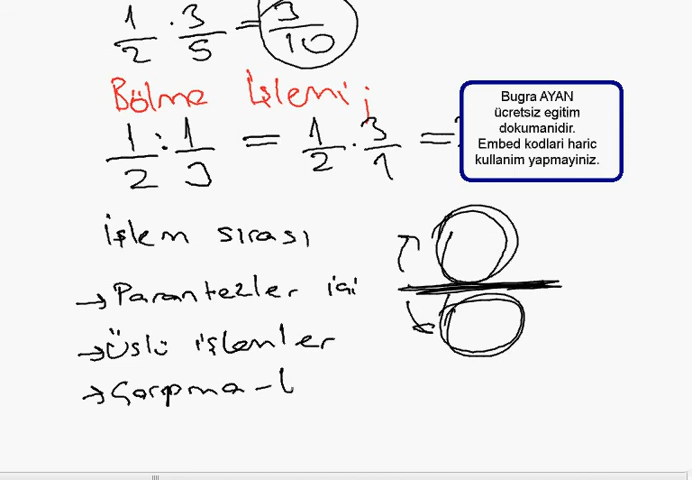 1/2 · 3/5 = 3/10
Bölme İşlemi;
1/2 : 1/3 = 1/2 · 3/1 =
Bugra AYAN
ücretsiz egitim
dokumanidir.
Embed kodlari haric
kullanim yapmayiniz.
İşlem sırası
→ Parantezler içi
→ Üslü işlemler
→ Çarpma-